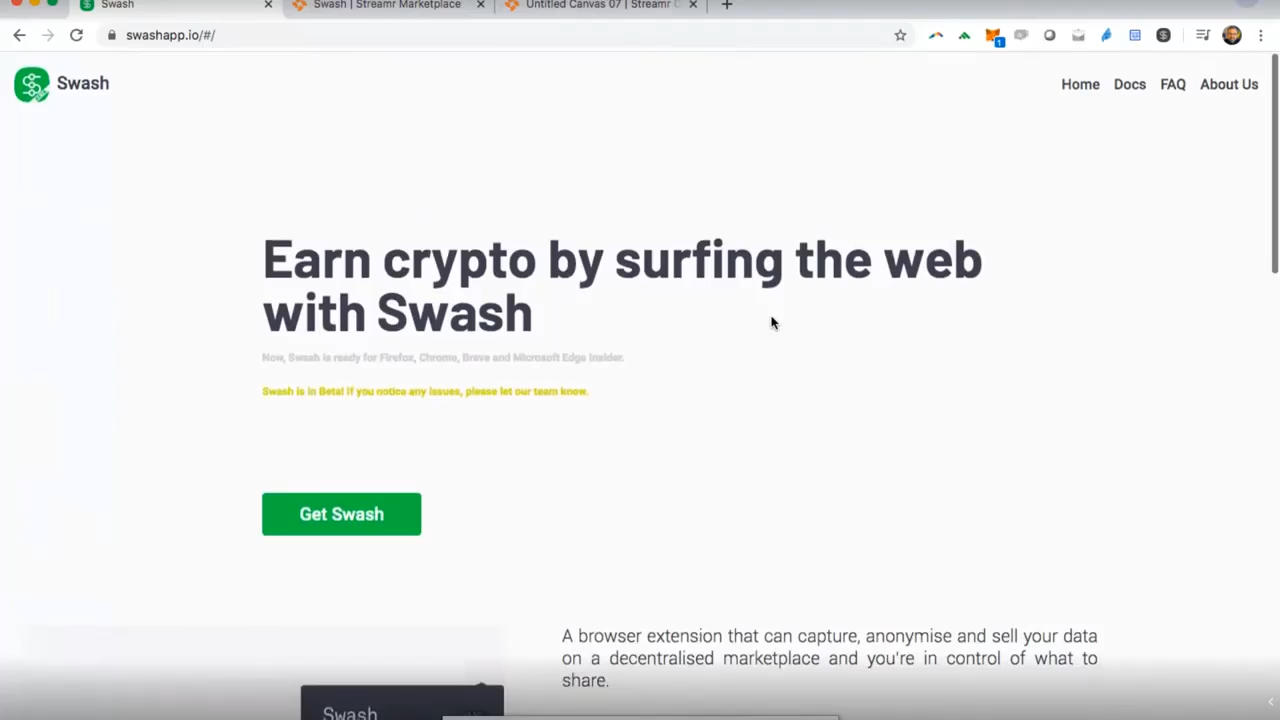 Swash
Swash | Streamr Marketplace
Untitled Canvas 07 | Streamr C
swashapp.io/#/
1
Swash
Home
Docs
FAQ
About Us
Earn crypto by surfing the web
with Swash
Now, Swash is ready for Firefox, Chrome, Breve and Microsoft Edge Insider.
Swash is in Beta! If you notice any issues, please let our team know.
Get Swash
A browser extension that can capture, anonymise and sell your data
on a decentralised marketplace and you're in control of what to
share.
Swash